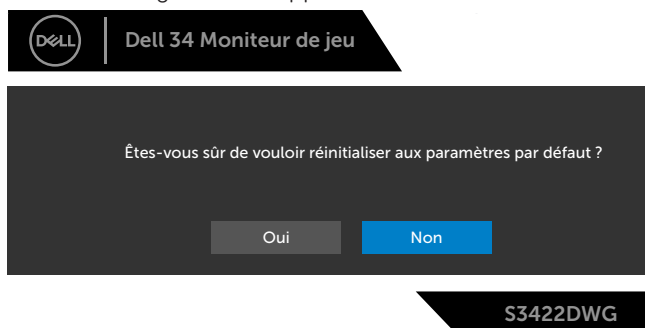 DELL
Dell 34 Moniteur de jeu
Êtes-vous sûr de vouloir réinitialiser aux paramètres par défaut ?
Oui
Non
S3422DWG